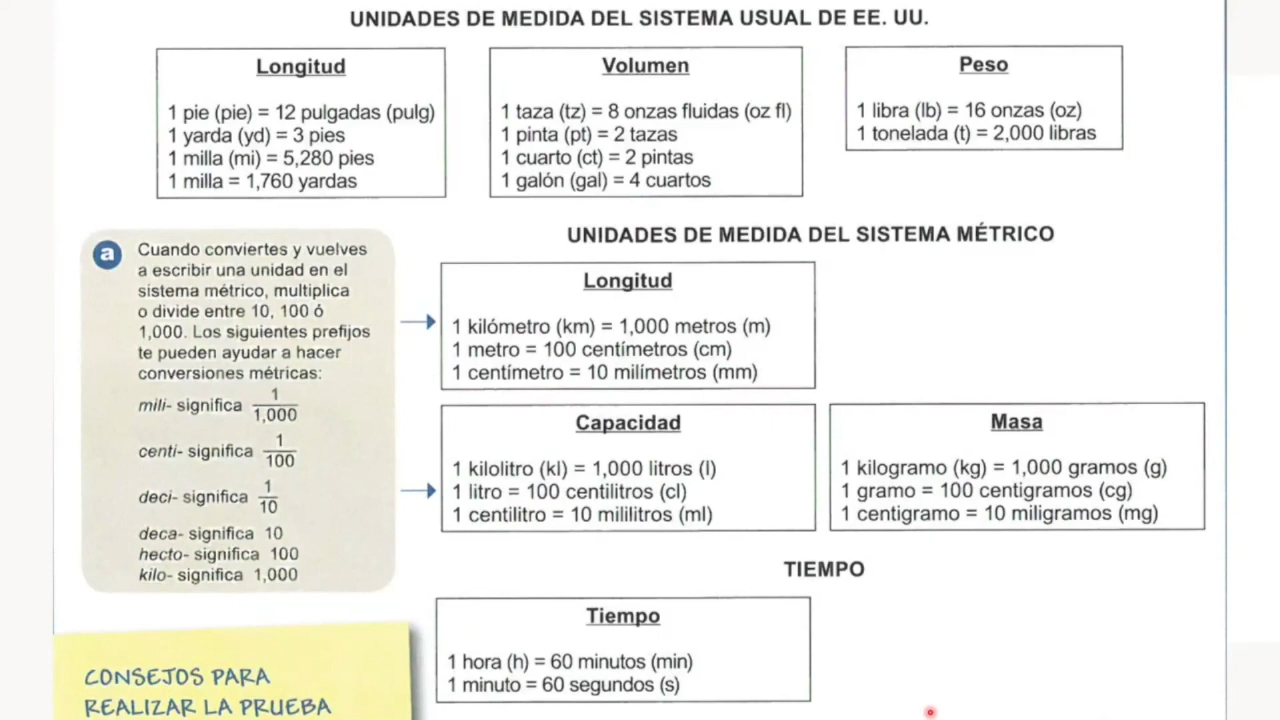 UNIDADES DE MEDIDA DEL SISTEMA USUAL DE EE. UU.
Longitud
1 pie (pie) = 12 pulgadas (pulg)
1 yarda (yd) = 3 pies
1 milla (mi) = 5,280 pies
1 milla = 1,760 yardas
Volumen
1 taza (tz) = 8 onzas fluidas (oz fl)
1 pinta (pt) = 2 tazas
1 cuarto (ct) = 2 pintas
1 galón (gal) = 4 cuartos
Peso
1 libra (lb) = 16 onzas (oz)
1 tonelada (t) = 2,000 libras
a
Cuando conviertes y vuelves
a escribir una unidad en el
sistema métrico, multiplica
o divide entre 10, 100 ó
1,000. Los siguientes prefijos
te pueden ayudar a hacer
conversiones métricas:
mili- significa 1/1,000
centi- significa 1/100
deci- significa 1/10
deca- significa 10
hecto- significa 100
kilo- significa 1,000
UNIDADES DE MEDIDA DEL SISTEMA MÉTRICO
Longitud
1 kilómetro (km) = 1,000 metros (m)
1 metro = 100 centímetros (cm)
1 centímetro = 10 milímetros (mm)
Capacidad
1 kilolitro (kl) = 1,000 litros (l)
1 litro = 100 centilitros (cl)
1 centilitro = 10 mililitros (ml)
Masa
1 kilogramo (kg) = 1,000 gramos (g)
1 gramo = 100 centigramos (cg)
1 centigramo = 10 miligramos (mg)
TIEMPO
Tiempo
1 hora (h) = 60 minutos (min)
1 minuto = 60 segundos (s)
CONSEJOS PARA
REALIZAR LA PRUEBA